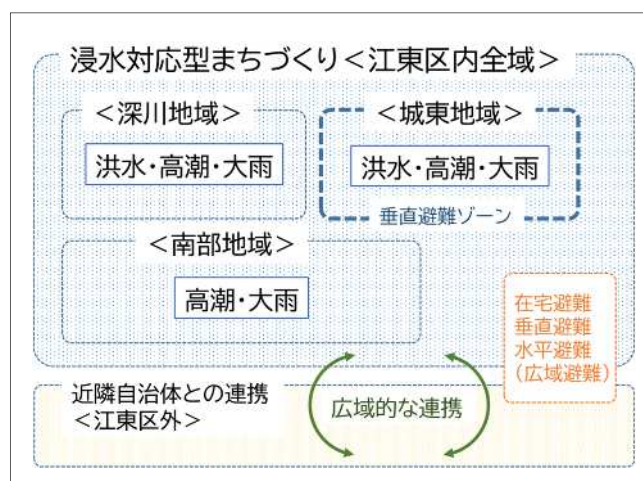 浸水対応型まちづくり＜江東区内全域＞
＜深川地域＞
洪水・高潮・大雨
＜城東地域＞
洪水・高潮・大雨
垂直避難ゾーン
＜南部地域＞
高潮・大雨
在宅避難
垂直避難
水平避難
(広域避難)
近隣自治体との連携
＜江東区外＞
広域的な連携